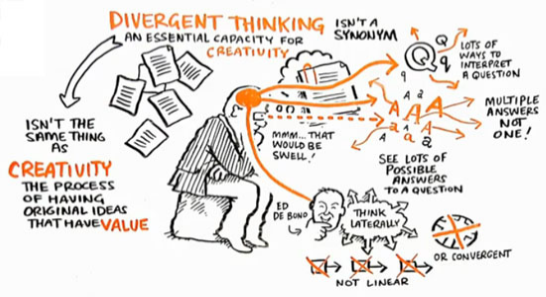 DIVERGENT THINKING
AN ESSENTIAL CAPACITY FOR
CREATIVITY
ISN'T A
SYNONYM
Q
Q
q
q
LOTS OF
WAYS TO
INTERPRET
A QUESTION
ISN'T THE
SAME THING
AS
CREATIVITY
THE PROCESS
OF HAVING
ORIGINAL IDEAS
THAT HAVE VALUE
MMM... THAT
WOULD BE
SWELL!
A A a
A A A
A a a a
MULTIPLE
ANSWERS
NOT
ONE!
SEE LOTS OF
POSSIBLE
ANSWERS
TO A QUESTION
ED
DE BONO
THINK
LATERALLY
OR CONVERGENT
NOT LINEAR